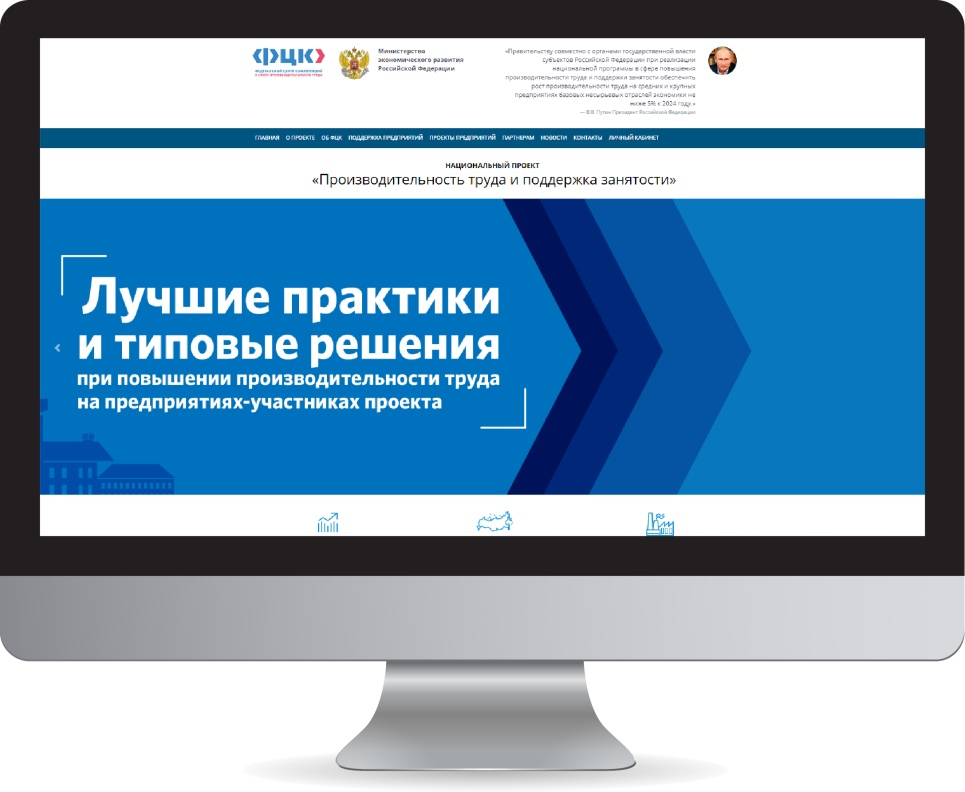 ФЦК
ФЕДЕРАЛЬНЫЙ ЦЕНТР КОМПЕТЕНЦИЙ
В СФЕРЕ ПРОИЗВОДИТЕЛЬНОСТИ ТРУДА
Министерство
экономического развития
Российской Федерации
«Правительству совместно с органами государственной власти
субъектов Российской Федерации при реализации
национальной программы в сфере повышения
производительности труда и поддержки занятости обеспечить
рост производительности труда на средних и крупных
предприятиях базовых несырьевых отраслей экономики не
ниже 5% к 2024 году.»
— В.В. Путин Президент Российской Федерации
ГЛАВНАЯ О ПРОЕКТЕ ОБ ФЦК ПОДДЕРЖКА ПРЕДПРИЯТИЙ ПРОЕКТЫ ПРЕДПРИЯТИЙ ПАРТНЕРАМ НОВОСТИ КОНТАКТЫ ЛИЧНЫЙ КАБИНЕТ
НАЦИОНАЛЬНЫЙ ПРОЕКТ
«Производительность труда и поддержка занятости»
Лучшие практики
и типовые решения
при повышении производительности труда
на предприятиях-участниках проекта